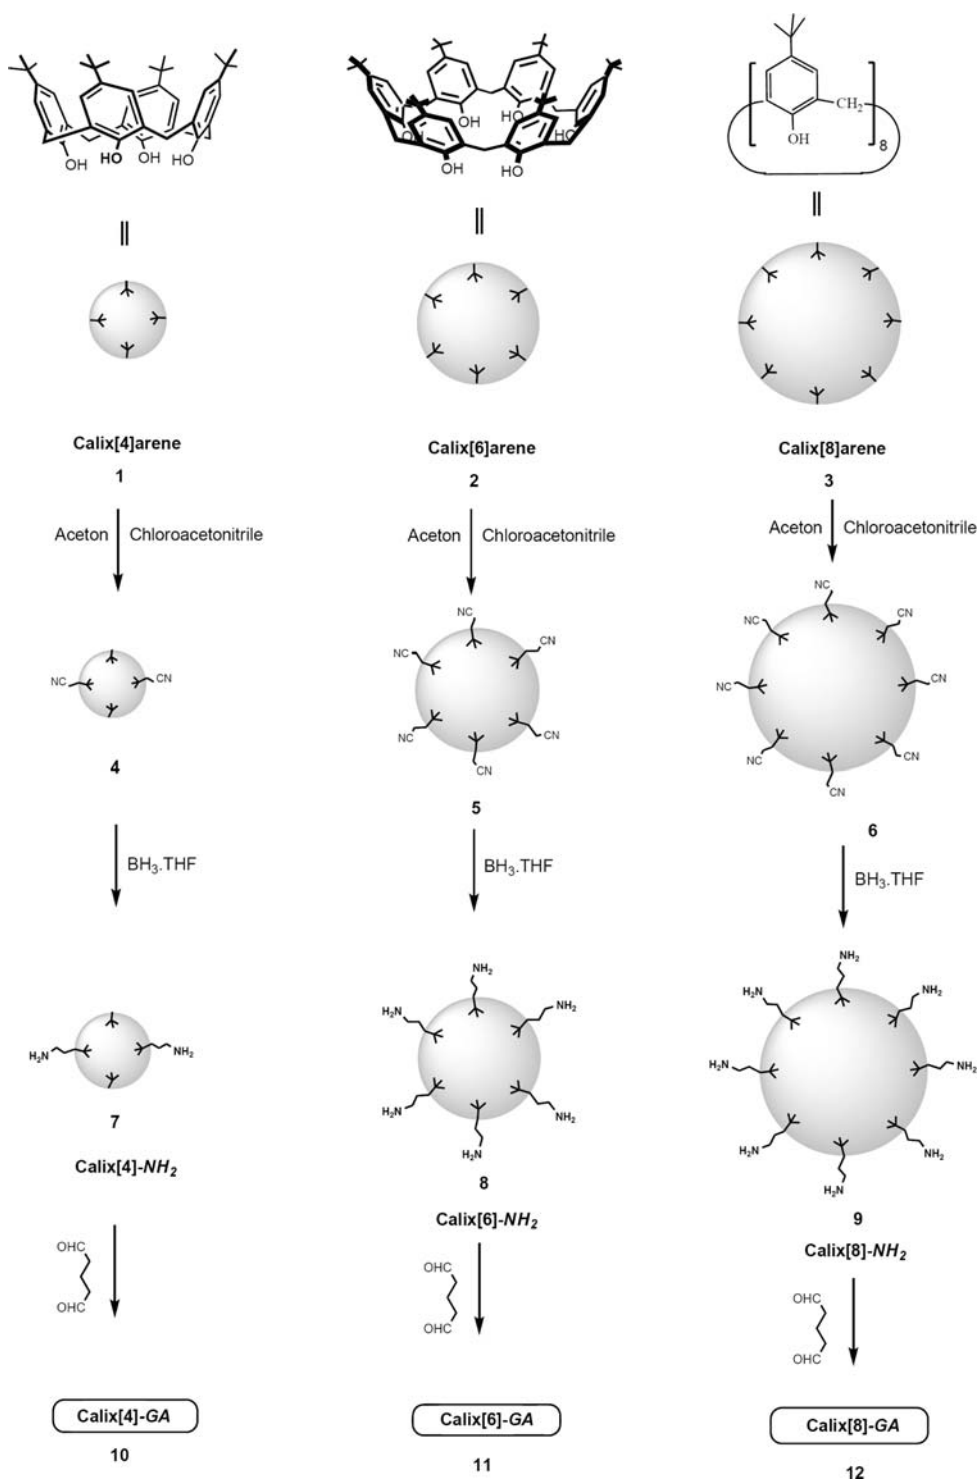 HO
OH
OH
OH
OH
OH
OH
HO
OH
HO
OH
CH2
8
Calix[4]arene
1
Calix[6]arene
2
Calix[8]arene
3
Aceton Chloroacetonitrile
Aceton Chloroacetonitrile
Aceton Chloroacetonitrile
NC
CN
4
NC
NC
CN
NC
CN
CN
5
NC
NC
CN
NC
CN
NC
CN
CN
6
BH3.THF
BH3.THF
BH3.THF
H2N
NH2
7
Calix[4]-NH2
NH2
H2N
NH2
H2N
NH2
NH2
8
Calix[6]-NH2
NH2
H2N
NH2
H2N
NH2
H2N
NH2
NH2
9
Calix[8]-NH2
OHC
OHC
OHC
OHC
OHC
OHC
Calix[4]-GA
10
Calix[6]-GA
11
Calix[8]-GA
12